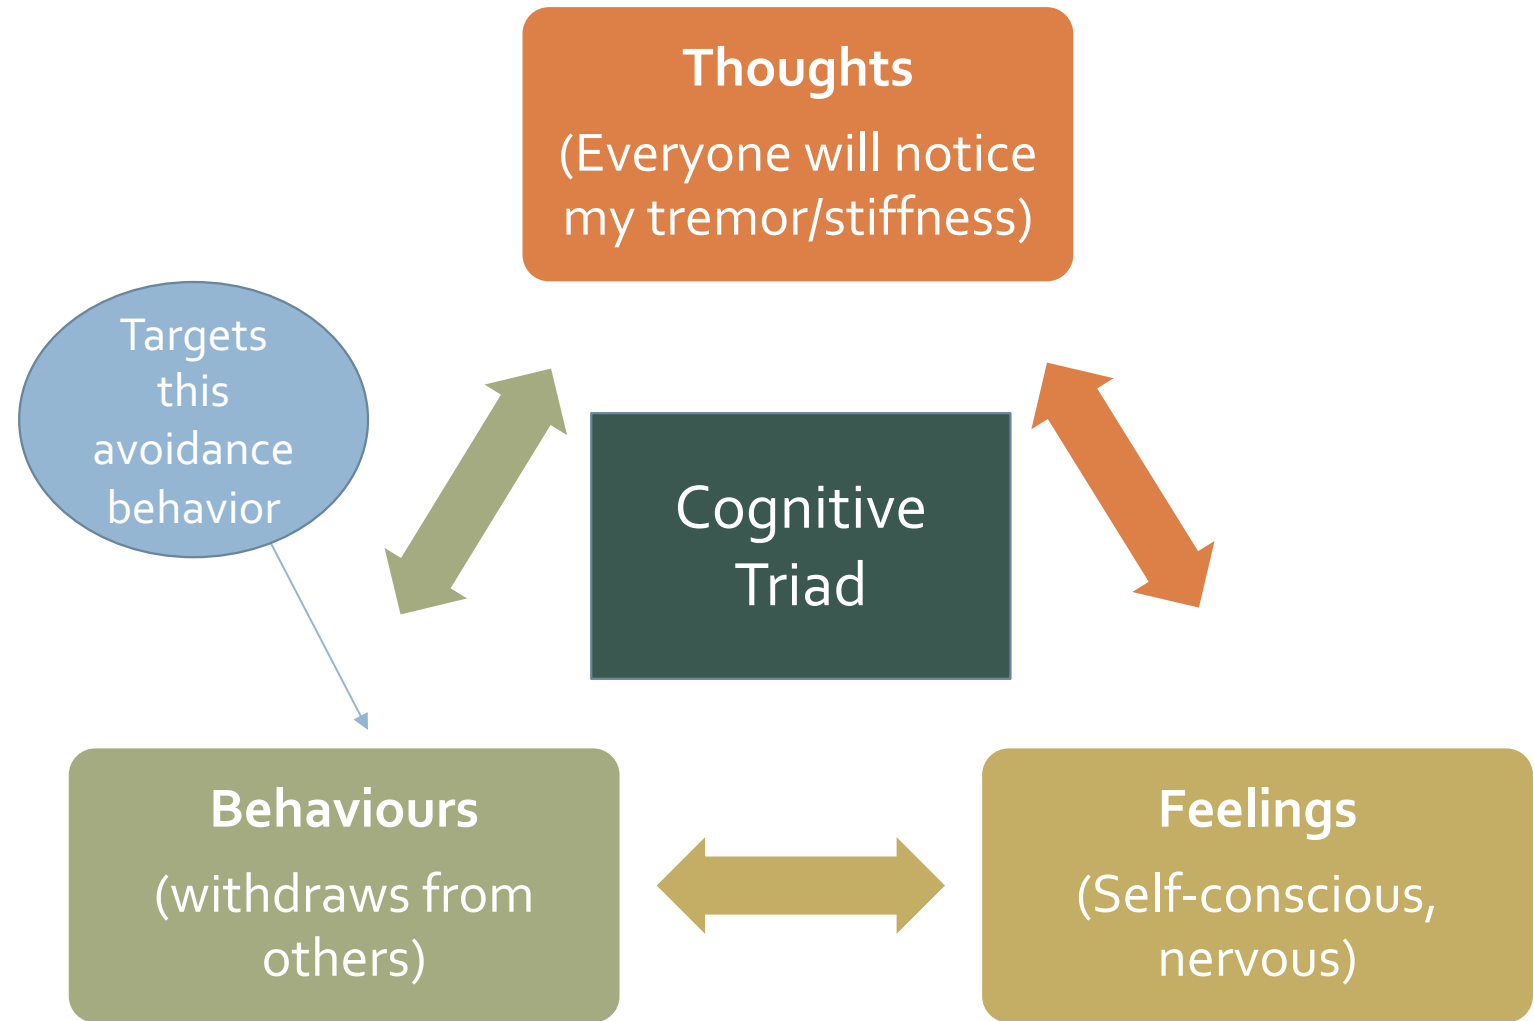 Thoughts
(Everyone will notice
my tremor/stiffness)
Targets
this
avoidance
behavior
Cognitive
Triad
Behaviours
(withdraws from
others)
Feelings
(Self-conscious,
nervous)